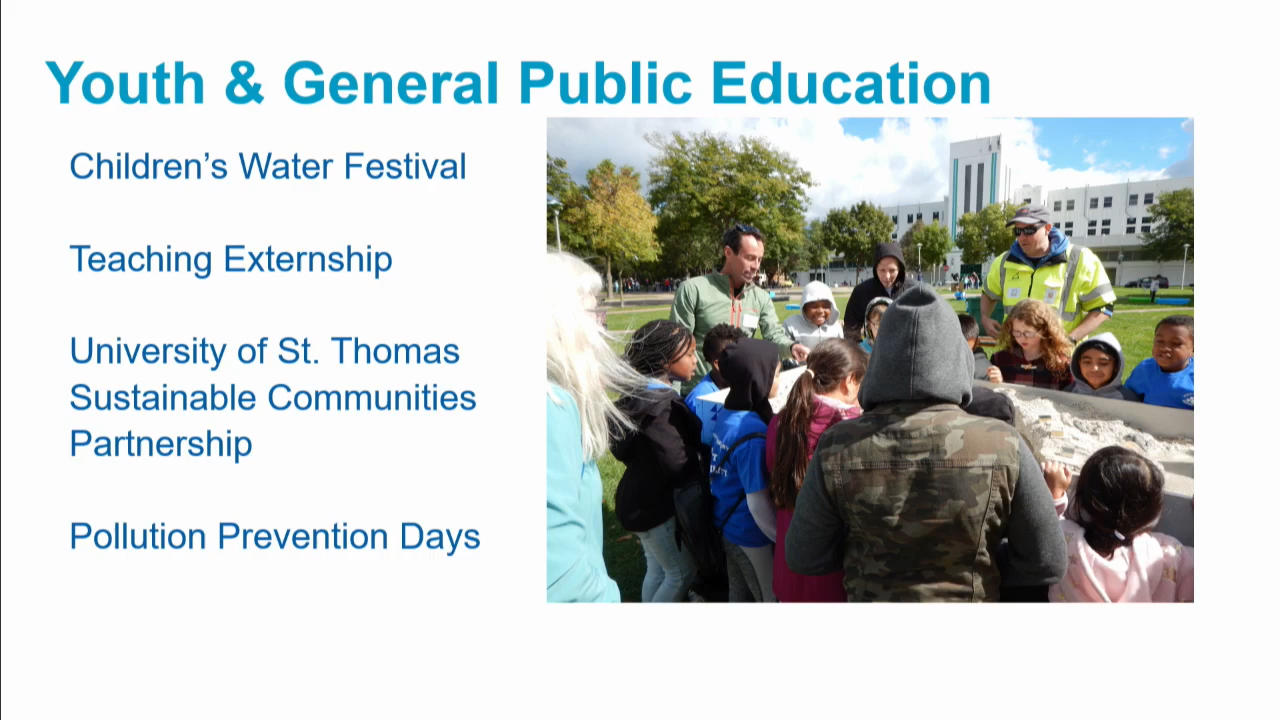 Youth & General Public Education
Children’s Water Festival
Teaching Externship
University of St. Thomas
Sustainable Communities
Partnership
Pollution Prevention Days